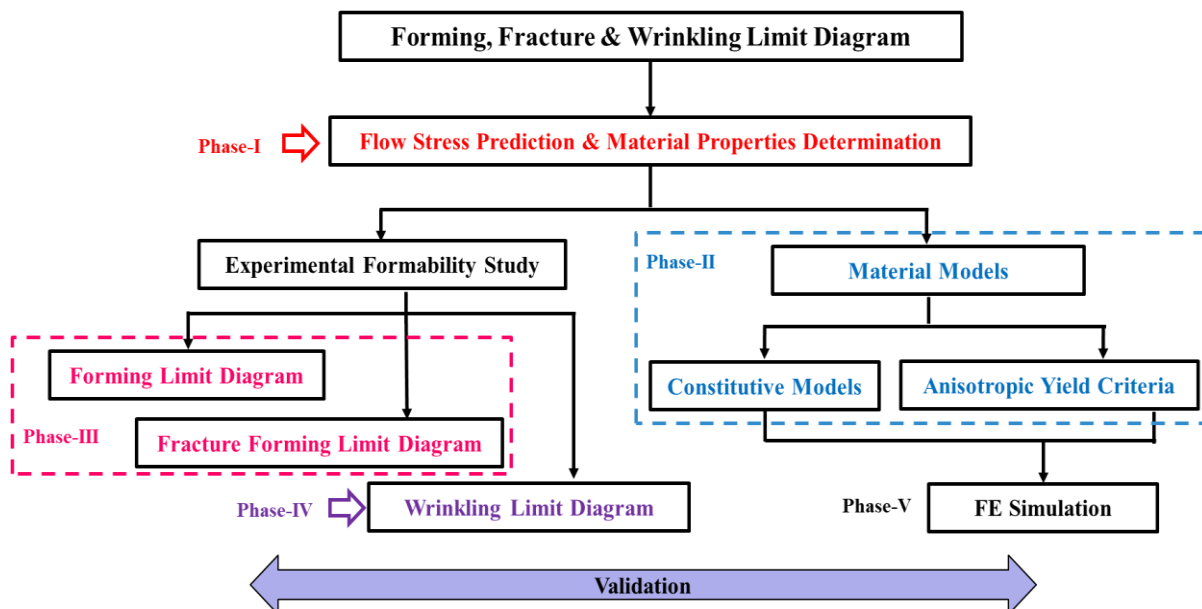 Forming, Fracture & Wrinkling Limit Diagram
Phase-I
Flow Stress Prediction & Material Properties Determination
Experimental Formability Study
Phase-II
Material Models
Forming Limit Diagram
Constitutive Models
Anisotropic Yield Criteria
Phase-III
Fracture Forming Limit Diagram
Phase-IV
Wrinkling Limit Diagram
Phase-V
FE Simulation
Validation